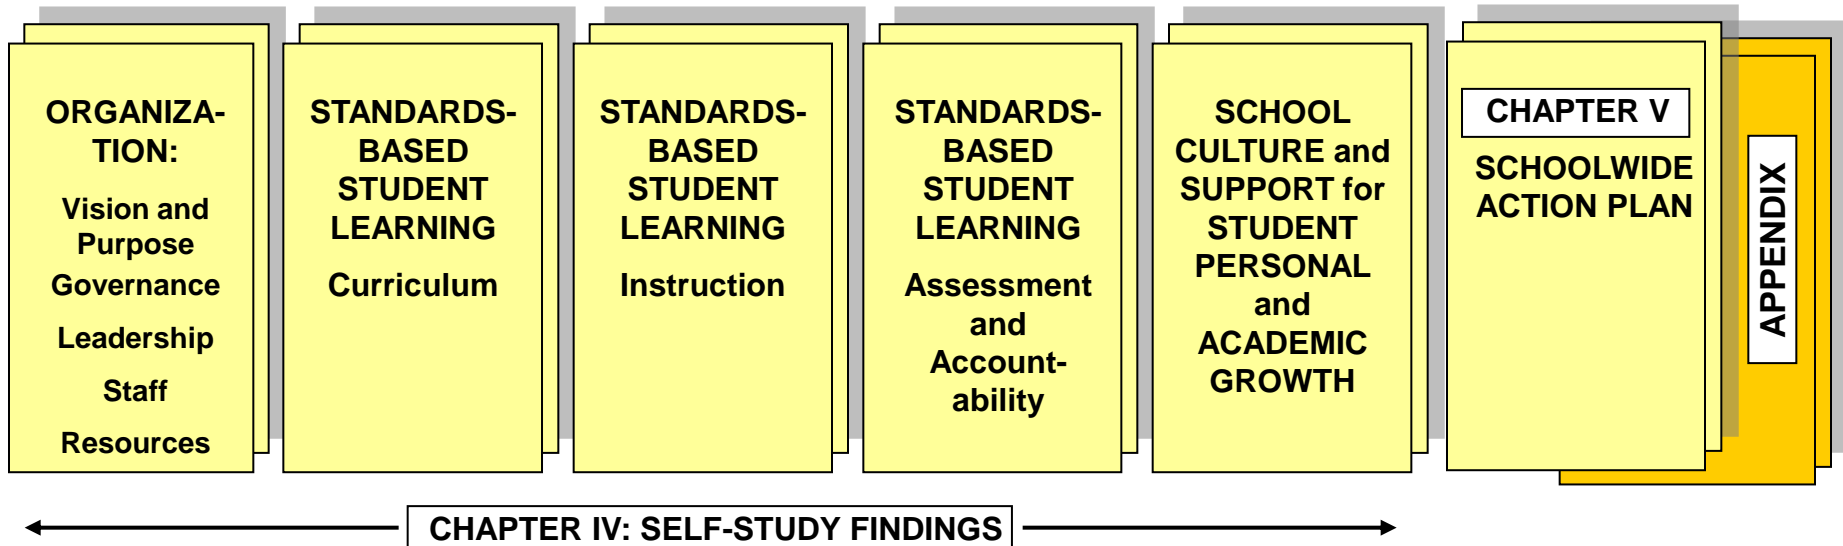 ORGANIZA-
TION:
Vision and
Purpose
Governance
Leadership
Staff
Resources
STANDARDS-
BASED
STUDENT
LEARNING
Curriculum
STANDARDS-
BASED
STUDENT
LEARNING
Instruction
STANDARDS-
BASED
STUDENT
LEARNING
Assessment
and
Account-
ability
SCHOOL
CULTURE and
SUPPORT for
STUDENT
PERSONAL
and
ACADEMIC
GROWTH
CHAPTER V
SCHOOLWIDE
ACTION PLAN
APPENDIX
CHAPTER IV: SELF-STUDY FINDINGS